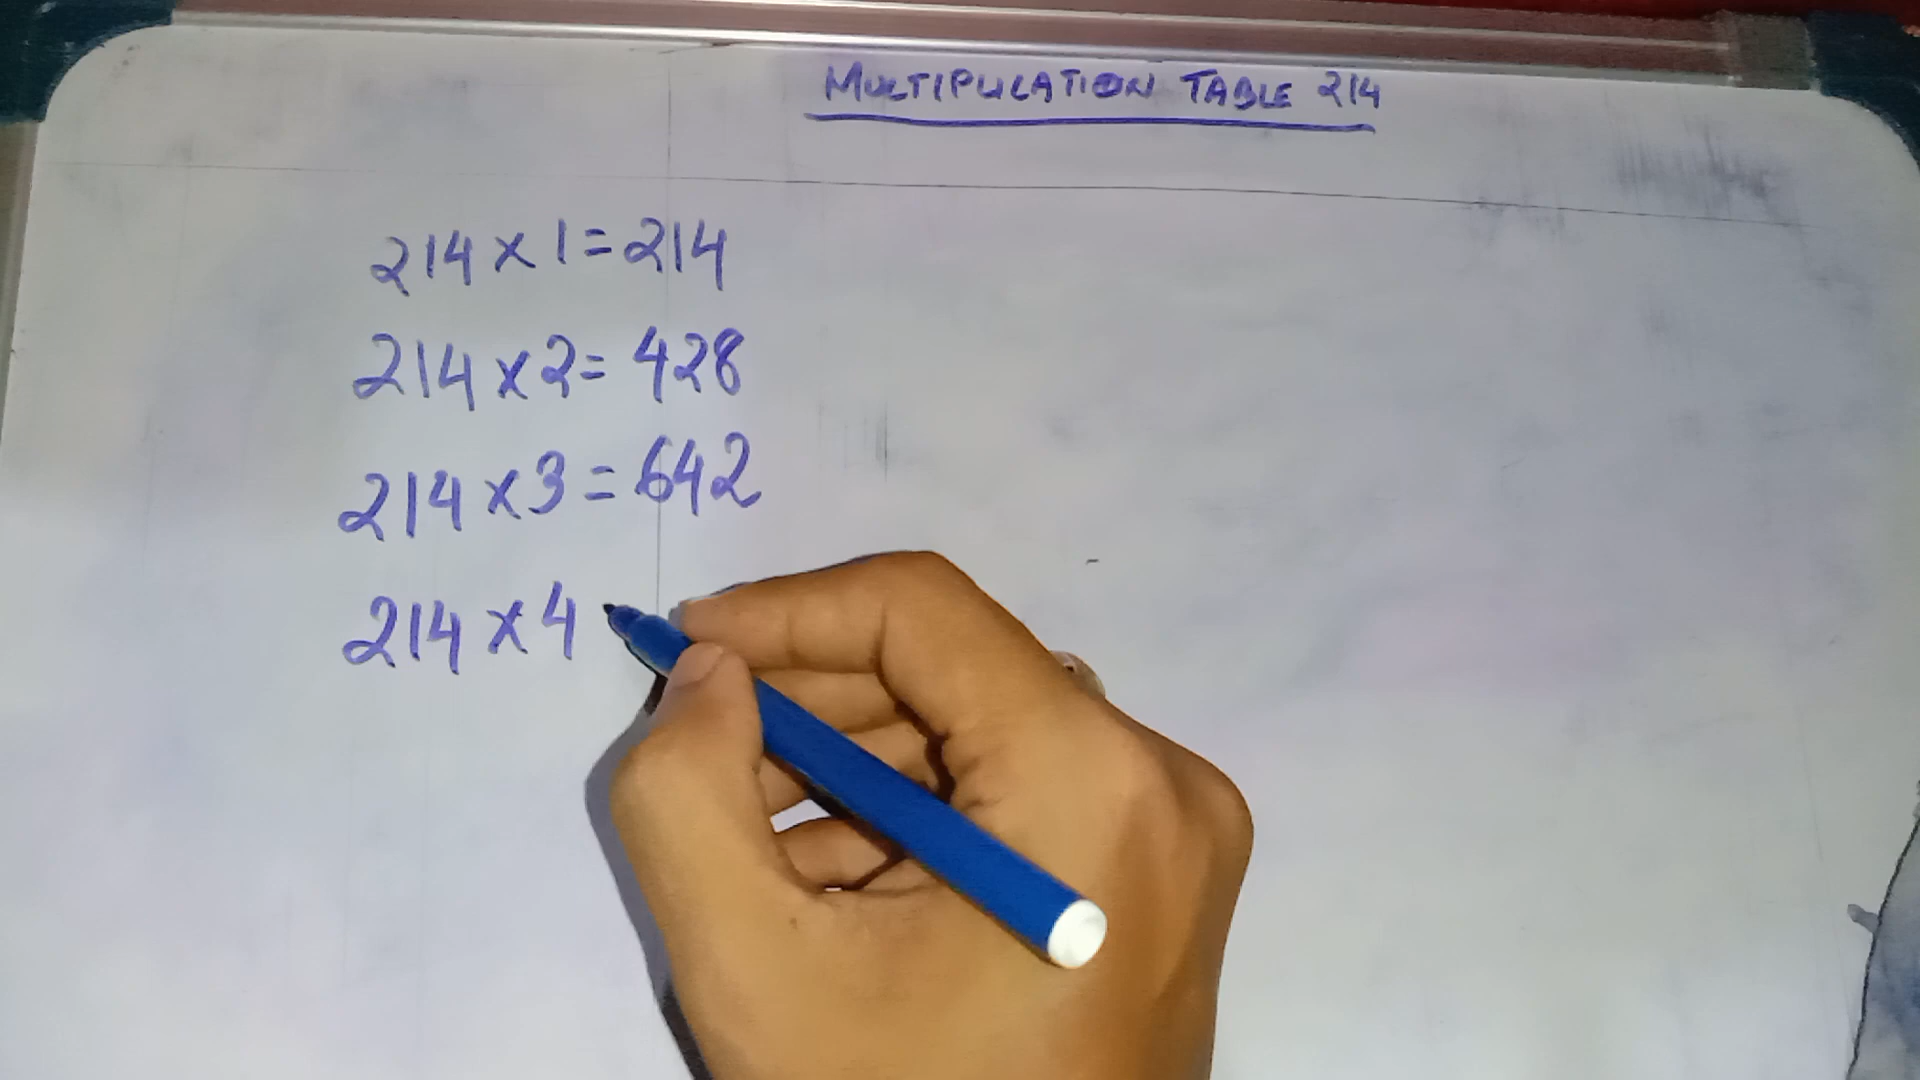 MULTIPLICATION TABLE 214
214 × 1 = 214
214 × 2 = 428
214 × 3 = 642
214 × 4